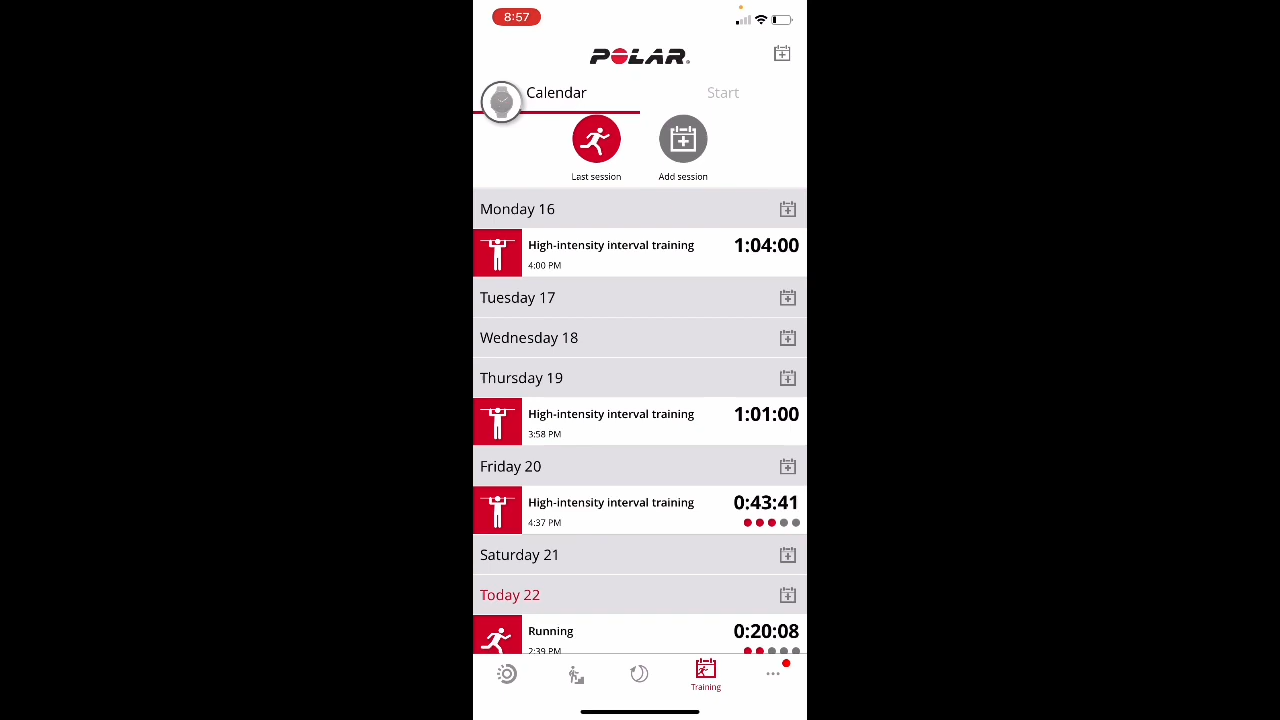 8:57
POLAR®
Calendar
Start
Last session
Add session
Monday 16
High-intensity interval training
1:04:00
4:00 PM
Tuesday 17
Wednesday 18
Thursday 19
High-intensity interval training
1:01:00
3:58 PM
Friday 20
High-intensity interval training
0:43:41
4:37 PM
Saturday 21
Today 22
Running
0:20:08
2:39 PM
Training